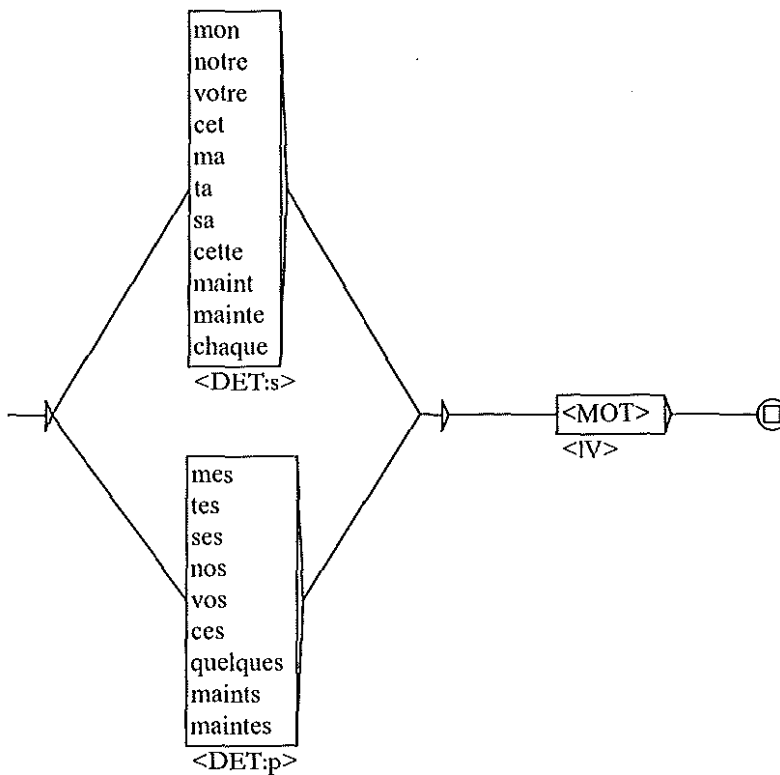 mon
notre
votre
cet
ma
ta
sa
cette
maint
mainte
chaque
<DET:s>
<MOT>
<!V>
mes
tes
ses
nos
vos
ces
quelques
maints
maintes
<DET:p>